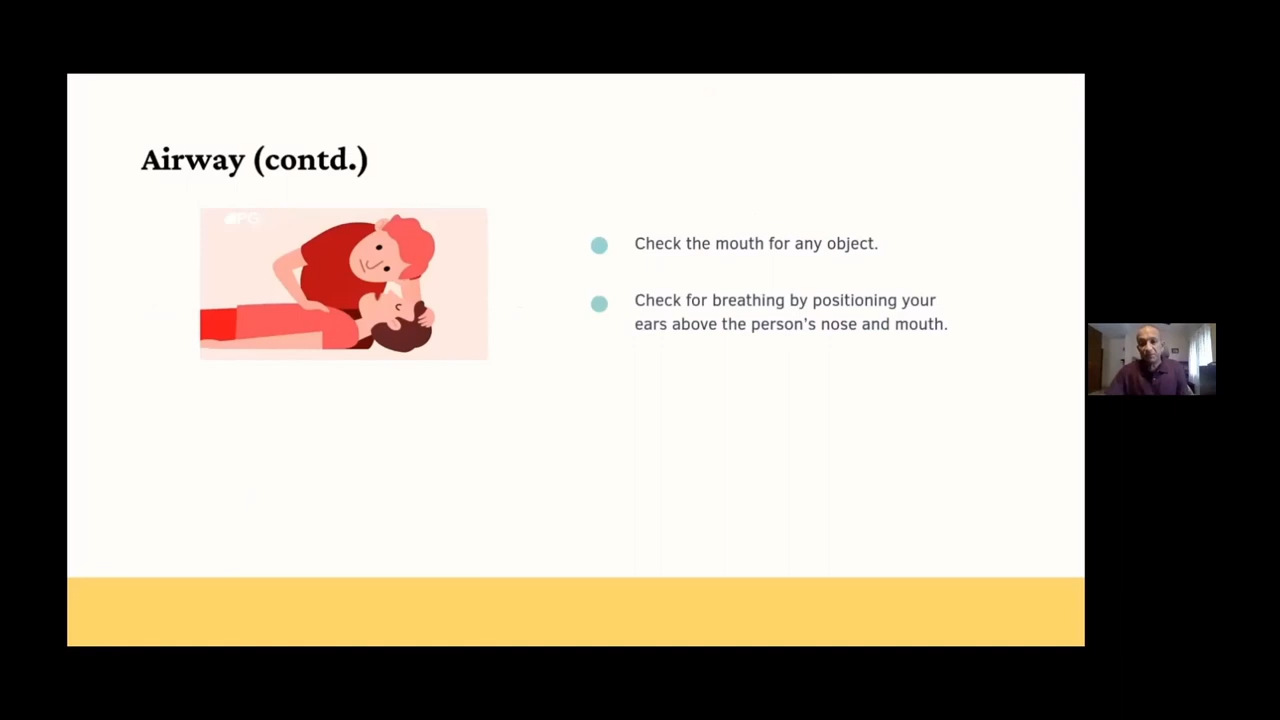 Airway (contd.)
PG
Check the mouth for any object.
Check for breathing by positioning your
ears above the person's nose and mouth.